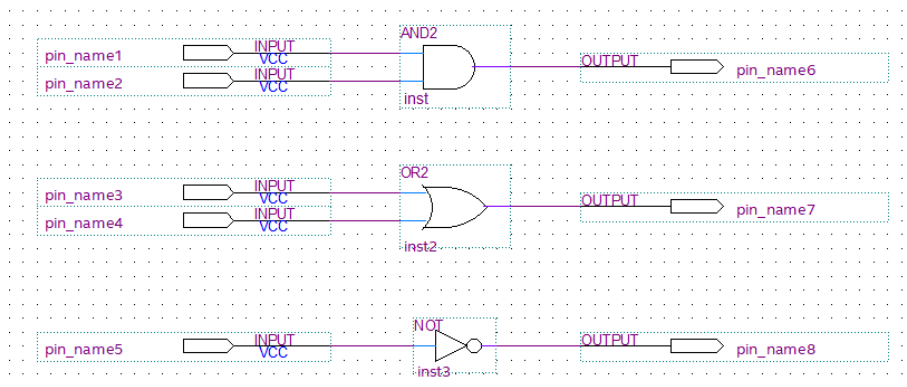 AND2
pin_name1 INPUT VCC
OUTPUT pin_name6
pin_name2 INPUT VCC
inst
OR2
pin_name3 INPUT VCC
OUTPUT pin_name7
pin_name4 INPUT VCC
inst2
NOT
pin_name5 INPUT VCC
OUTPUT pin_name8
inst3